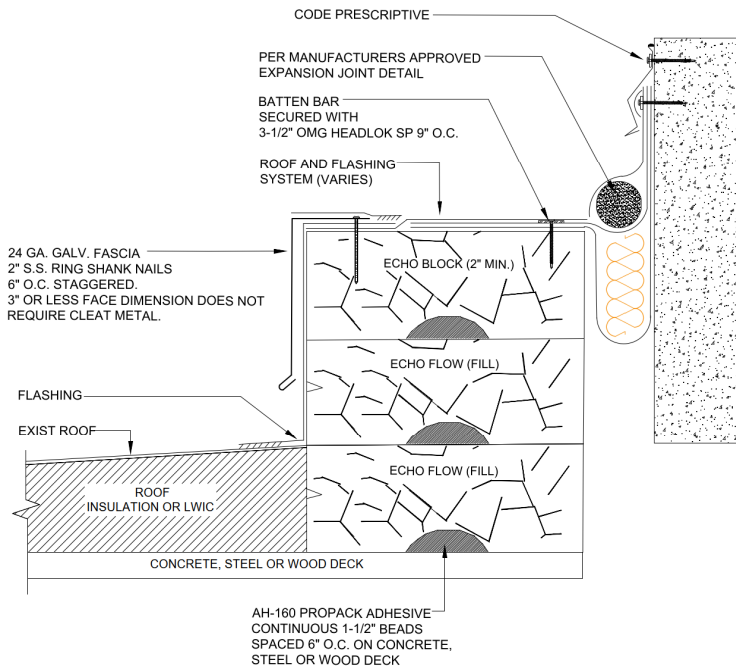 CODE PRESCRIPTIVE
PER MANUFACTURERS APPROVED
EXPANSION JOINT DETAIL
BATTEN BAR
SECURED WITH
3-1/2" OMG HEADLOK SP 9" O.C.
ROOF AND FLASHING
SYSTEM (VARIES)
24 GA. GALV. FASCIA
2" S.S. RING SHANK NAILS
6" O.C. STAGGERED.
3" OR LESS FACE DIMENSION DOES NOT
REQUIRE CLEAT METAL.
ECHO BLOCK (2" MIN.)
ECHO FLOW (FILL)
FLASHING
EXIST ROOF
ECHO FLOW (FILL)
ROOF
INSULATION OR LWIC
CONCRETE, STEEL OR WOOD DECK
AH-160 PROPACK ADHESIVE
CONTINUOUS 1-1/2" BEADS
SPACED 6" O.C. ON CONCRETE,
STEEL OR WOOD DECK